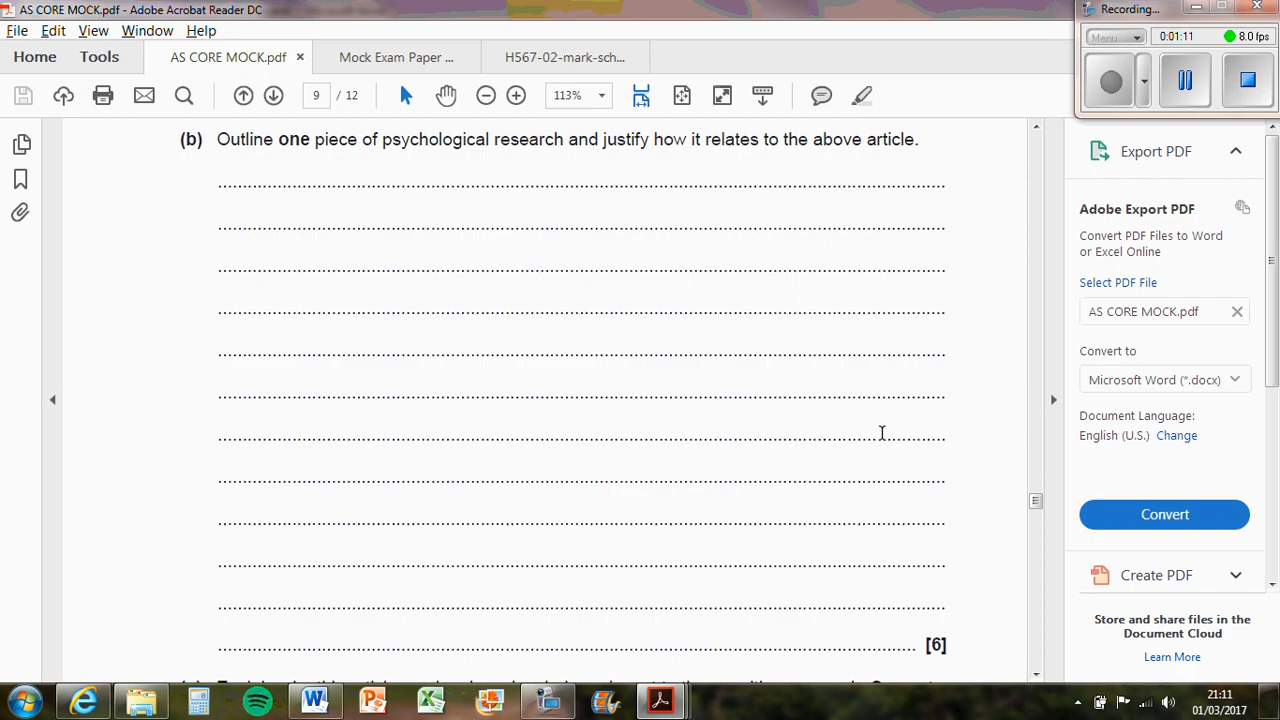 AS CORE MOCK.pdf - Adobe Acrobat Reader DC
Recording...
File Edit View Window Help
Menu 0:01:11 8.0 fps
Home Tools AS CORE MOCK.pdf × Mock Exam Paper ... H567-02-mark-sch...
9 / 12 113%
(b) Outline one piece of psychological research and justify how it relates to the above article.
[6]
Export PDF
Adobe Export PDF
Convert PDF Files to Word
or Excel Online
Select PDF File
AS CORE MOCK.pdf
Convert to
Microsoft Word (*.docx)
Document Language:
English (U.S.) Change
Convert
Create PDF
Store and share files in the
Document Cloud
Learn More
21:11
01/03/2017